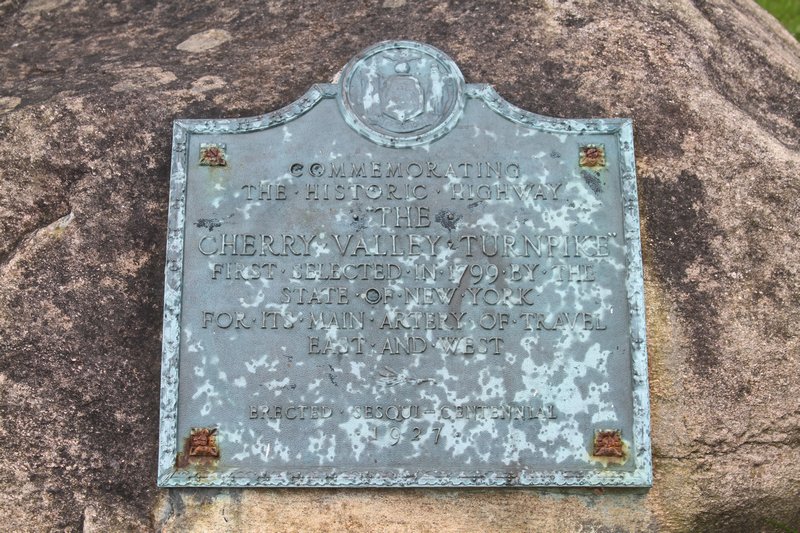 COMMEMORATING
THE · HISTORIC · HIGHWAY
"THE
CHERRY · VALLEY · TURNPIKE"
FIRST · SELECTED · IN · 1799 · BY · THE
STATE · OF · NEW · YORK
FOR · ITS · MAIN · ARTERY · OF · TRAVEL
EAST · AND · WEST
ERECTED · SESQUI-CENTENNIAL
· 1927 ·